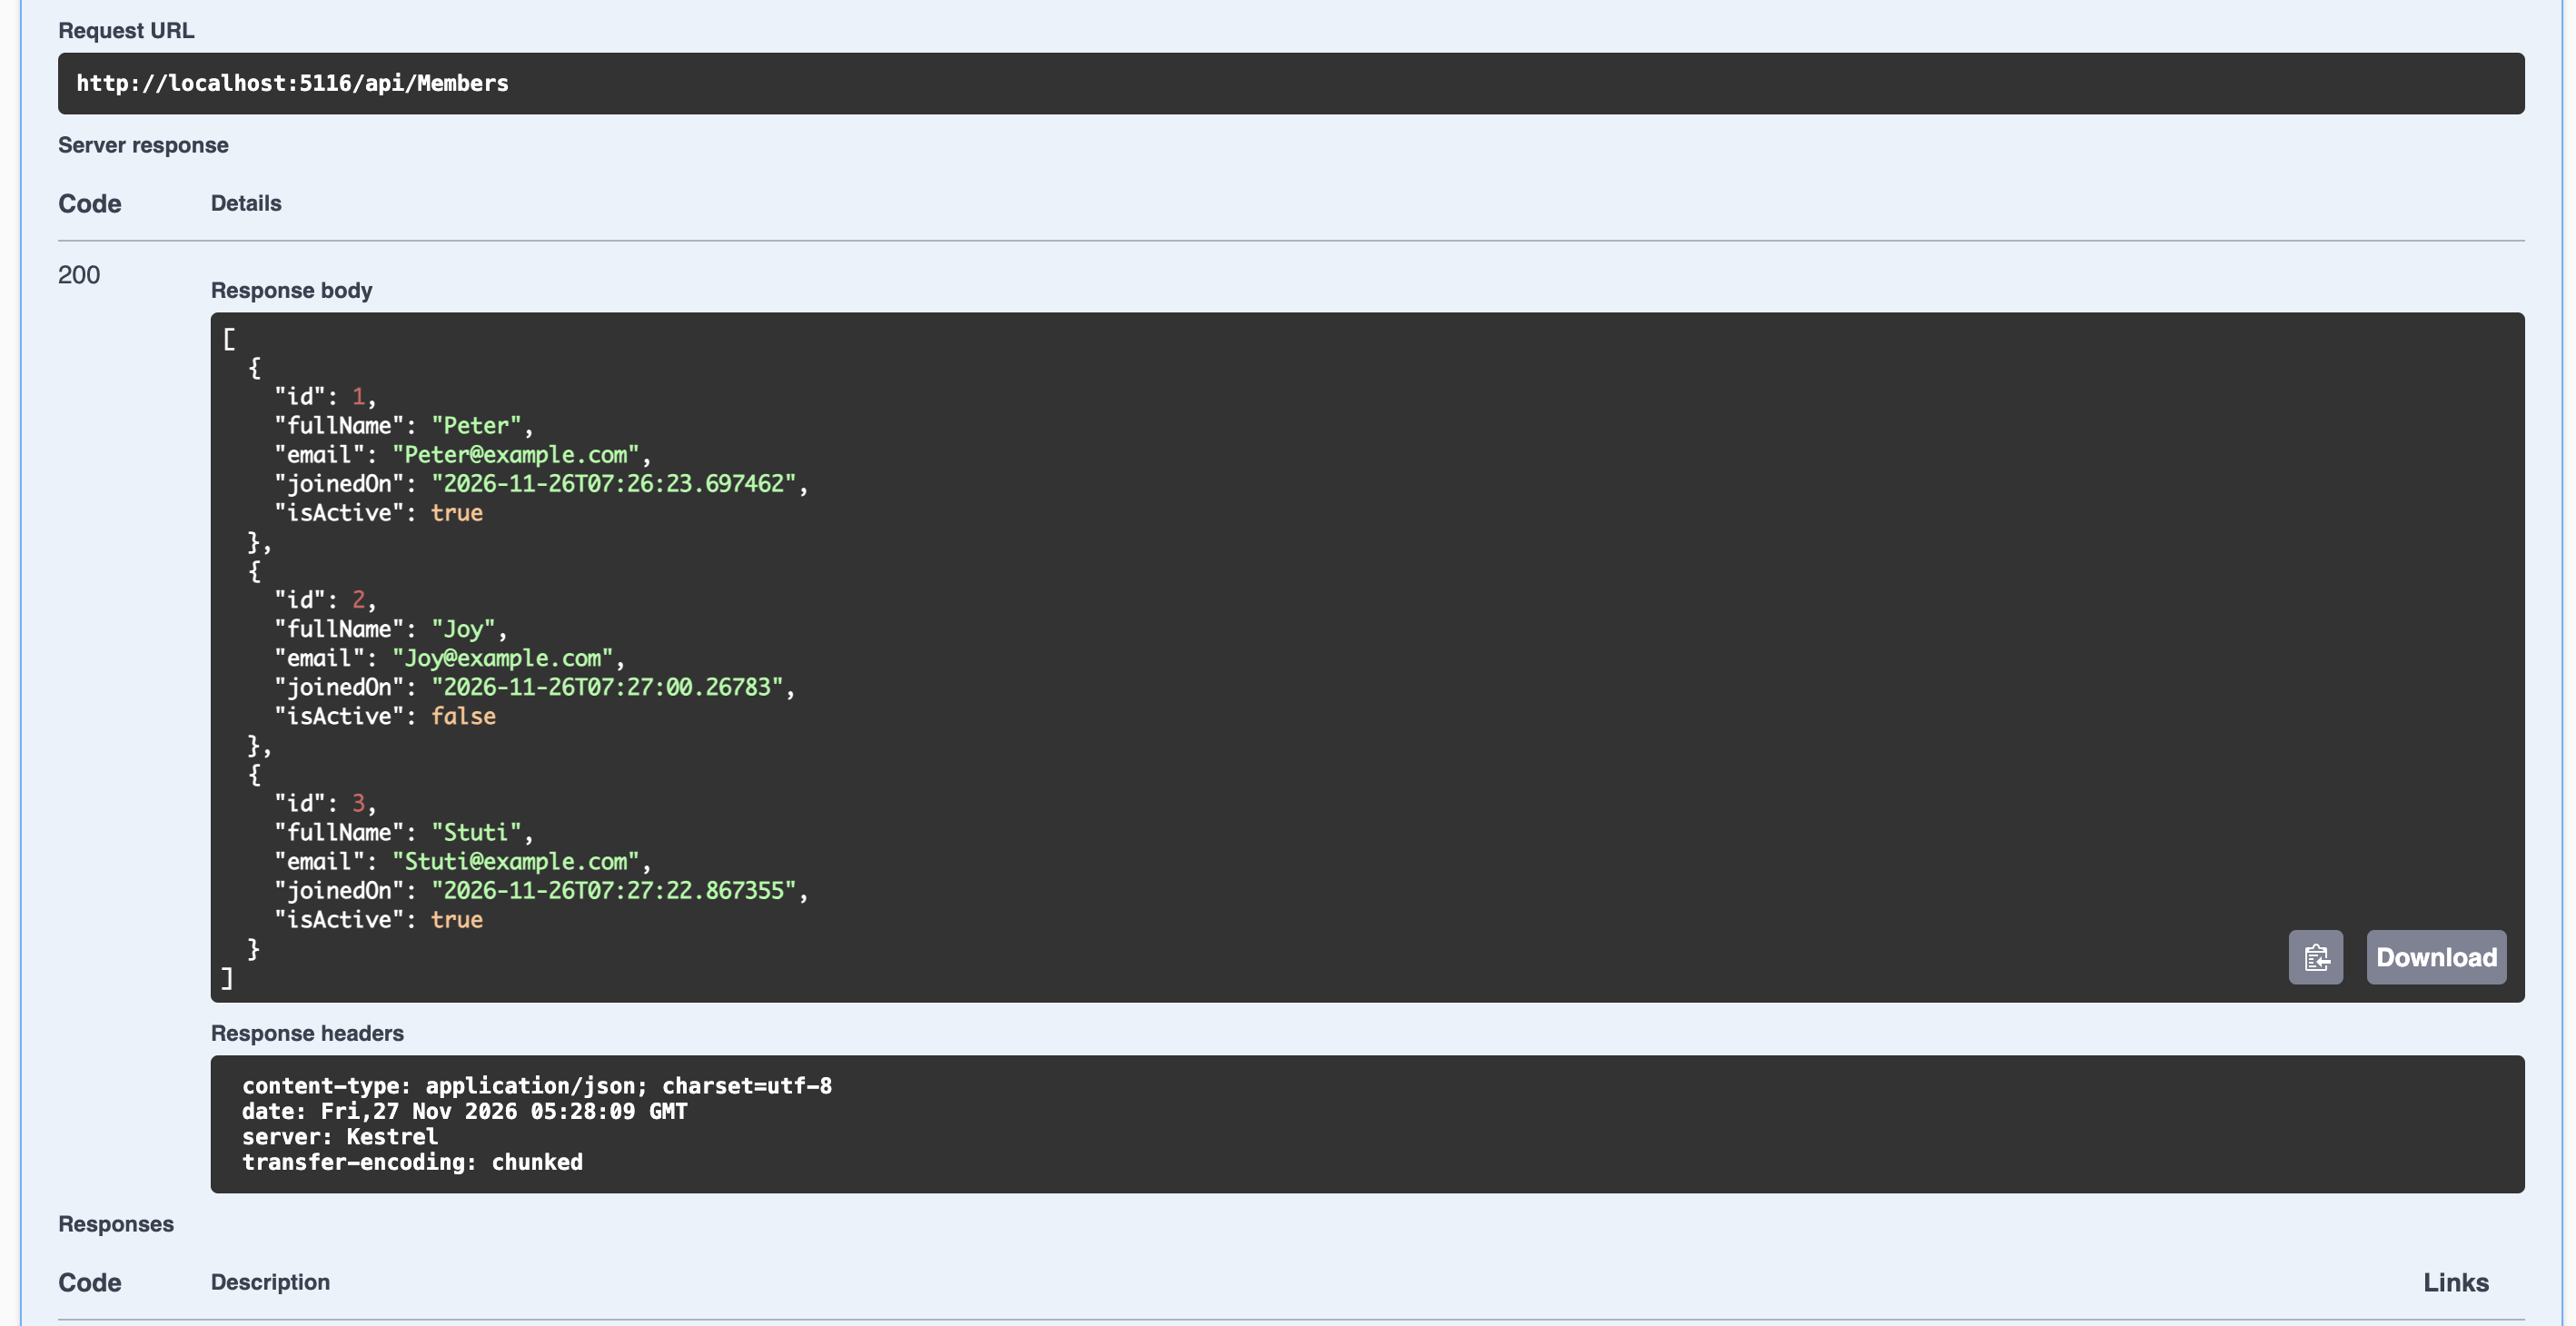 Request URL
http://localhost:5116/api/Members
Server response
Code Details
200
Response body
[
  {
    "id": 1,
    "fullName": "Peter",
    "email": "Peter@example.com",
    "joinedOn": "2026-11-26T07:26:23.697462",
    "isActive": true
  },
  {
    "id": 2,
    "fullName": "Joy",
    "email": "Joy@example.com",
    "joinedOn": "2026-11-26T07:27:00.26783",
    "isActive": false
  },
  {
    "id": 3,
    "fullName": "Stuti",
    "email": "Stuti@example.com",
    "joinedOn": "2026-11-26T07:27:22.867355",
    "isActive": true
  }
]
Download
Response headers
content-type: application/json; charset=utf-8
date: Fri,27 Nov 2026 05:28:09 GMT
server: Kestrel
transfer-encoding: chunked
Responses
Code Description Links